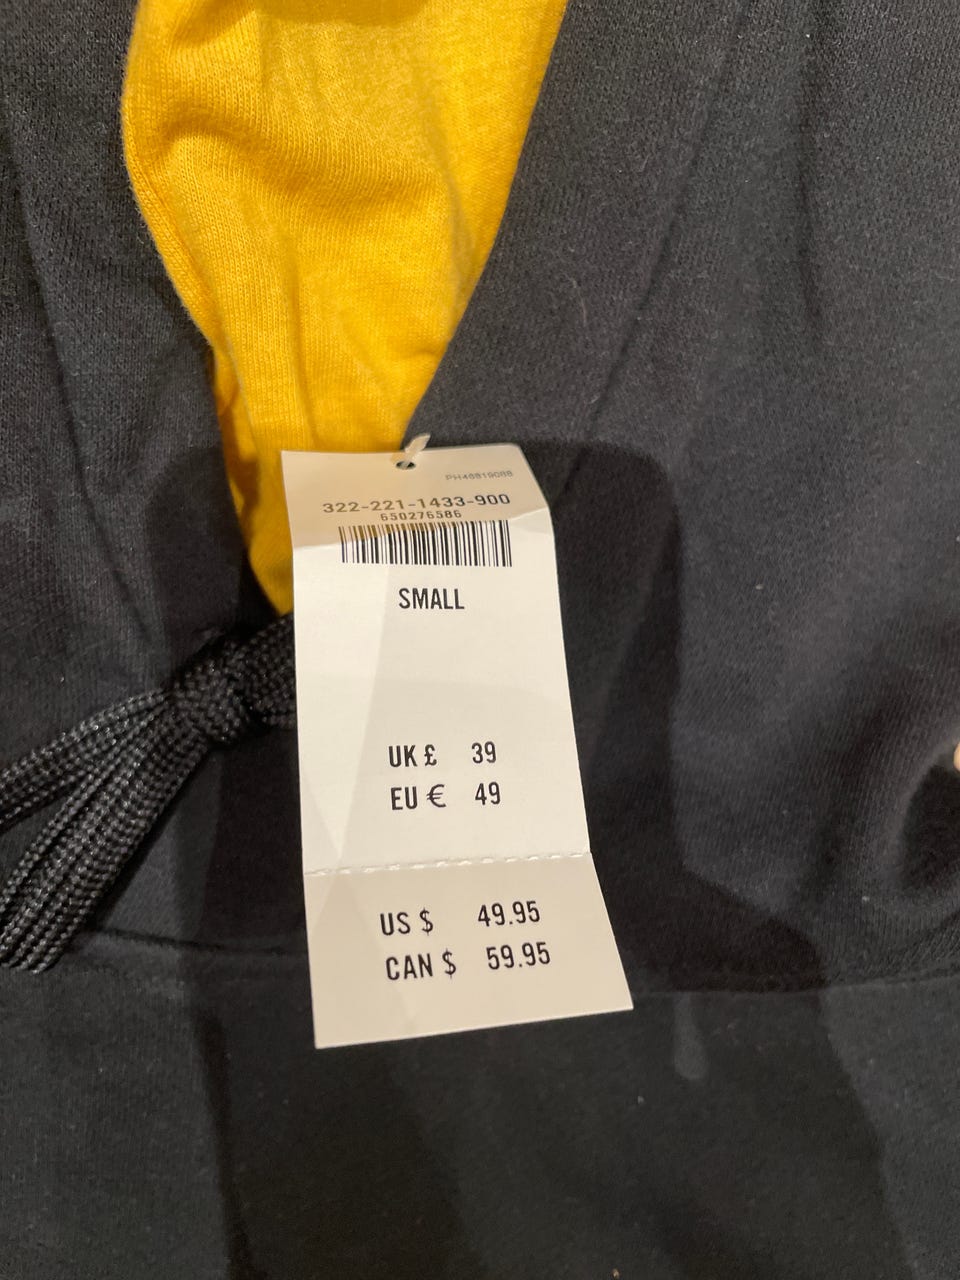 PH46819088
322-221-1433-900
650276586
SMALL
UK £ 39
EU € 49
US $ 49.95
CAN $ 59.95